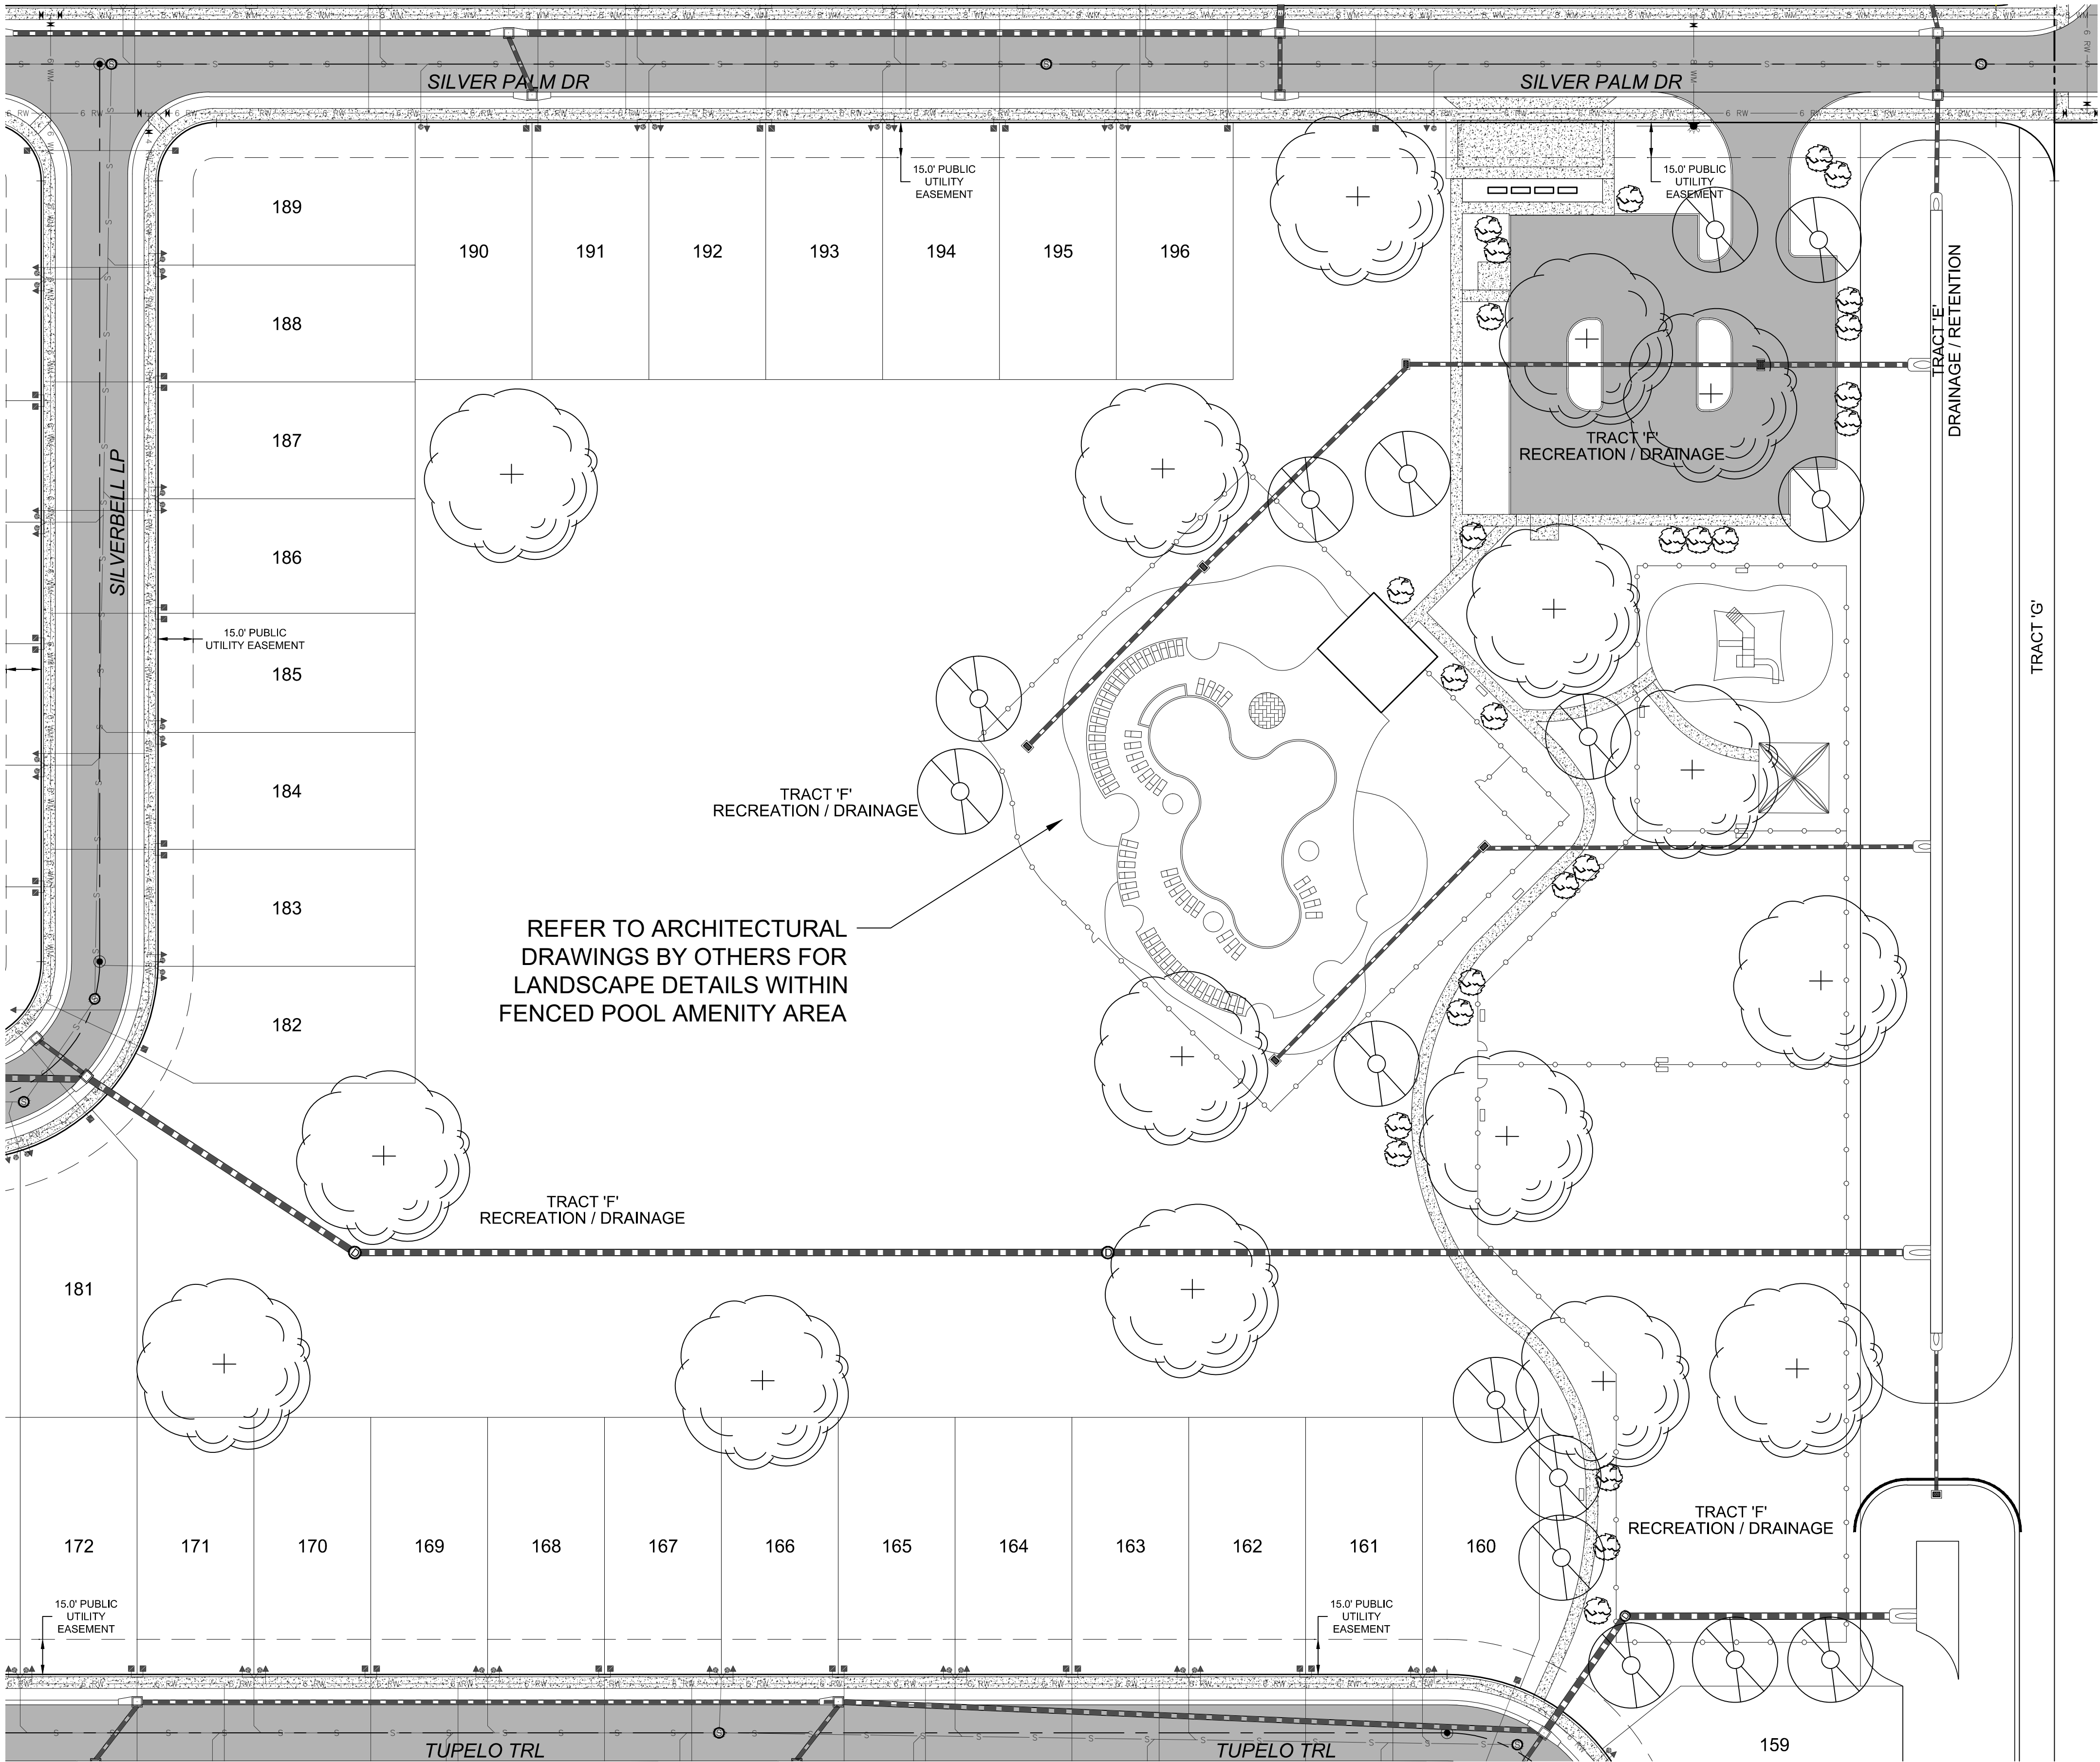 SILVER PALM DR
SILVER PALM DR
15.0' PUBLIC
UTILITY
EASEMENT
15.0' PUBLIC
UTILITY
EASEMENT
189
190
191
192
193
194
195
196
188
187
186
185
184
183
182
SILVERBELL LP
15.0' PUBLIC
UTILITY EASEMENT
TRACT 'E'
DRAINAGE / RETENTION
TRACT 'F'
RECREATION / DRAINAGE
TRACT 'G'
TRACT 'F'
RECREATION / DRAINAGE
REFER TO ARCHITECTURAL
DRAWINGS BY OTHERS FOR
LANDSCAPE DETAILS WITHIN
FENCED POOL AMENITY AREA
TRACT 'F'
RECREATION / DRAINAGE
181
TRACT 'F'
RECREATION / DRAINAGE
172
171
170
169
168
167
166
165
164
163
162
161
160
15.0' PUBLIC
UTILITY
EASEMENT
15.0' PUBLIC
UTILITY
EASEMENT
TUPELO TRL
TUPELO TRL
159